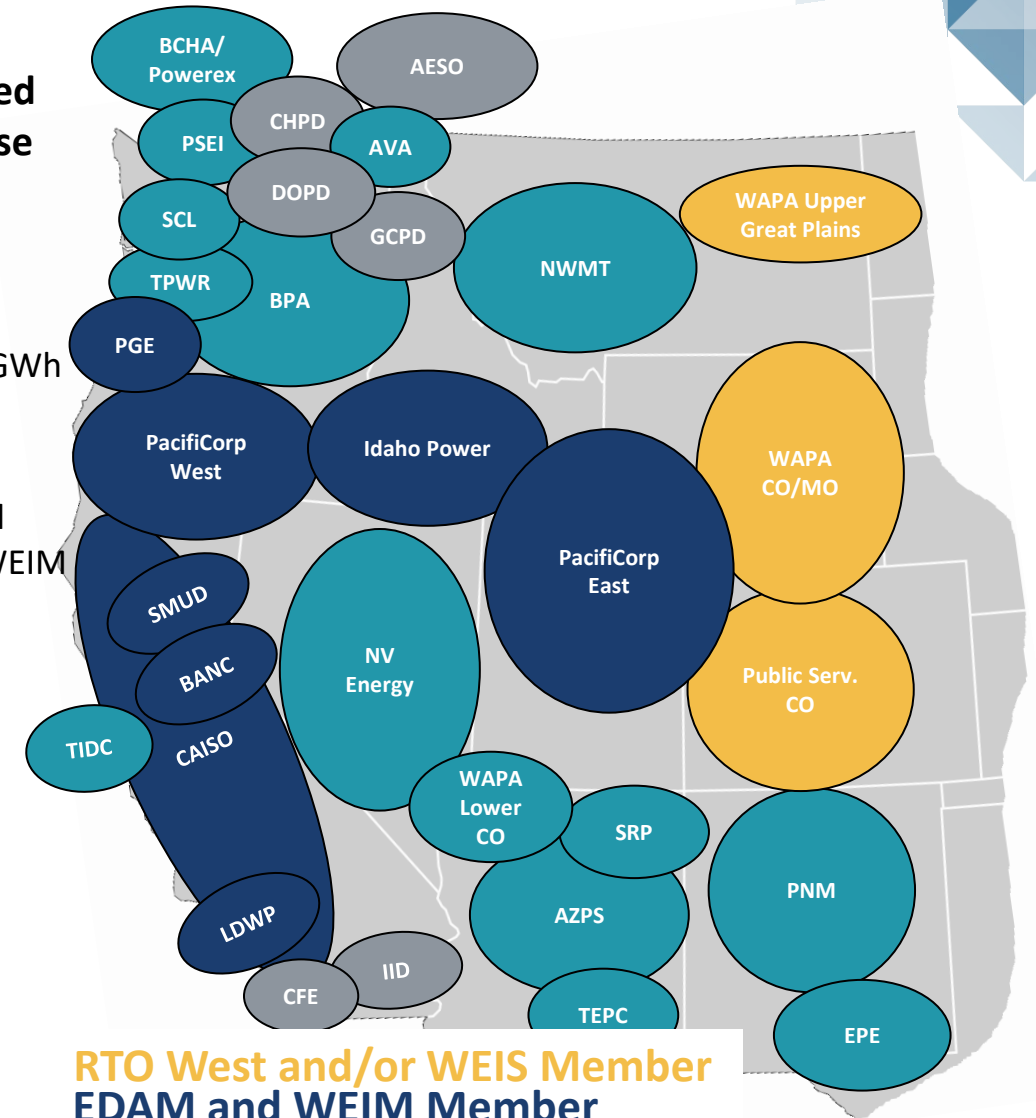 BCHA/
Powerex
AESO
ed
se
CHPD
PSEI
AVA
DOPD
SCL
GCPD
WAPA Upper
Great Plains
NWMT
TPWR
BPA
PGE
GWh
PacifiCorp
West
Idaho Power
WAPA
CO/MO
WEIM
PacifiCorp
East
SMUD
NV
Energy
BANC
Public Serv.
CO
TIDC
CAISO
WAPA
Lower
CO
SRP
PNM
AZPS
LDWP
IID
CFE
TEPC
EPE
RTO West and/or WEIS Member
EDAM and WEIM Member